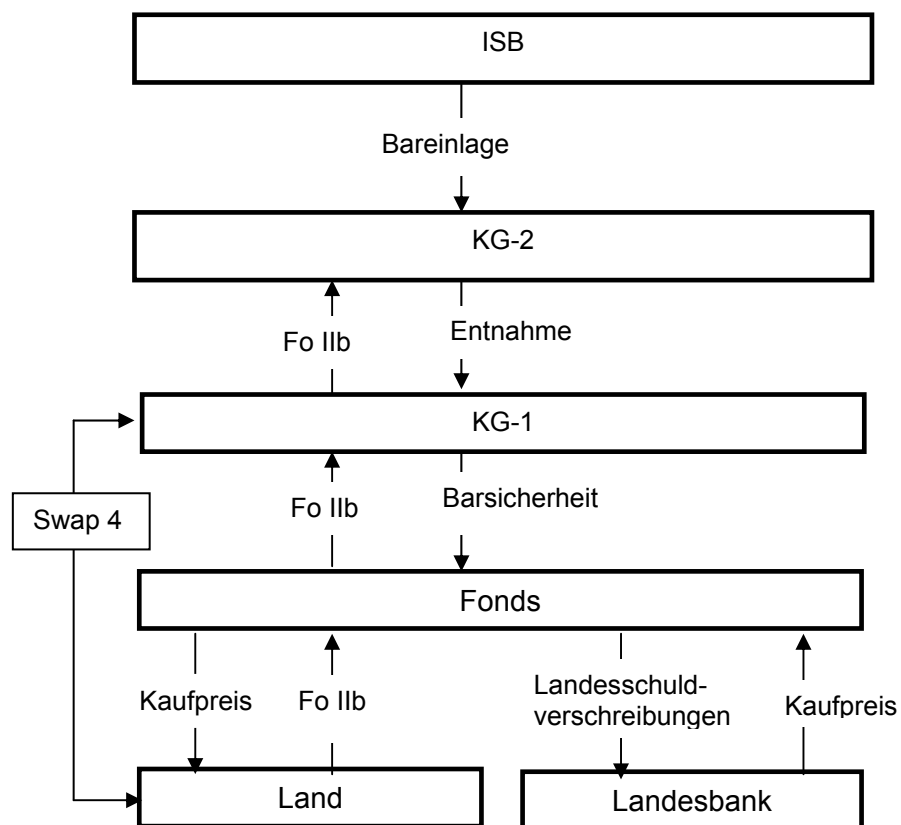 ISB
Bareinlage
KG-2
Fo IIb
Entnahme
KG-1
Swap 4
Fo IIb
Barsicherheit
Fonds
Kaufpreis
Fo IIb
Landesschuld-
verschreibungen
Kaufpreis
Land
Landesbank